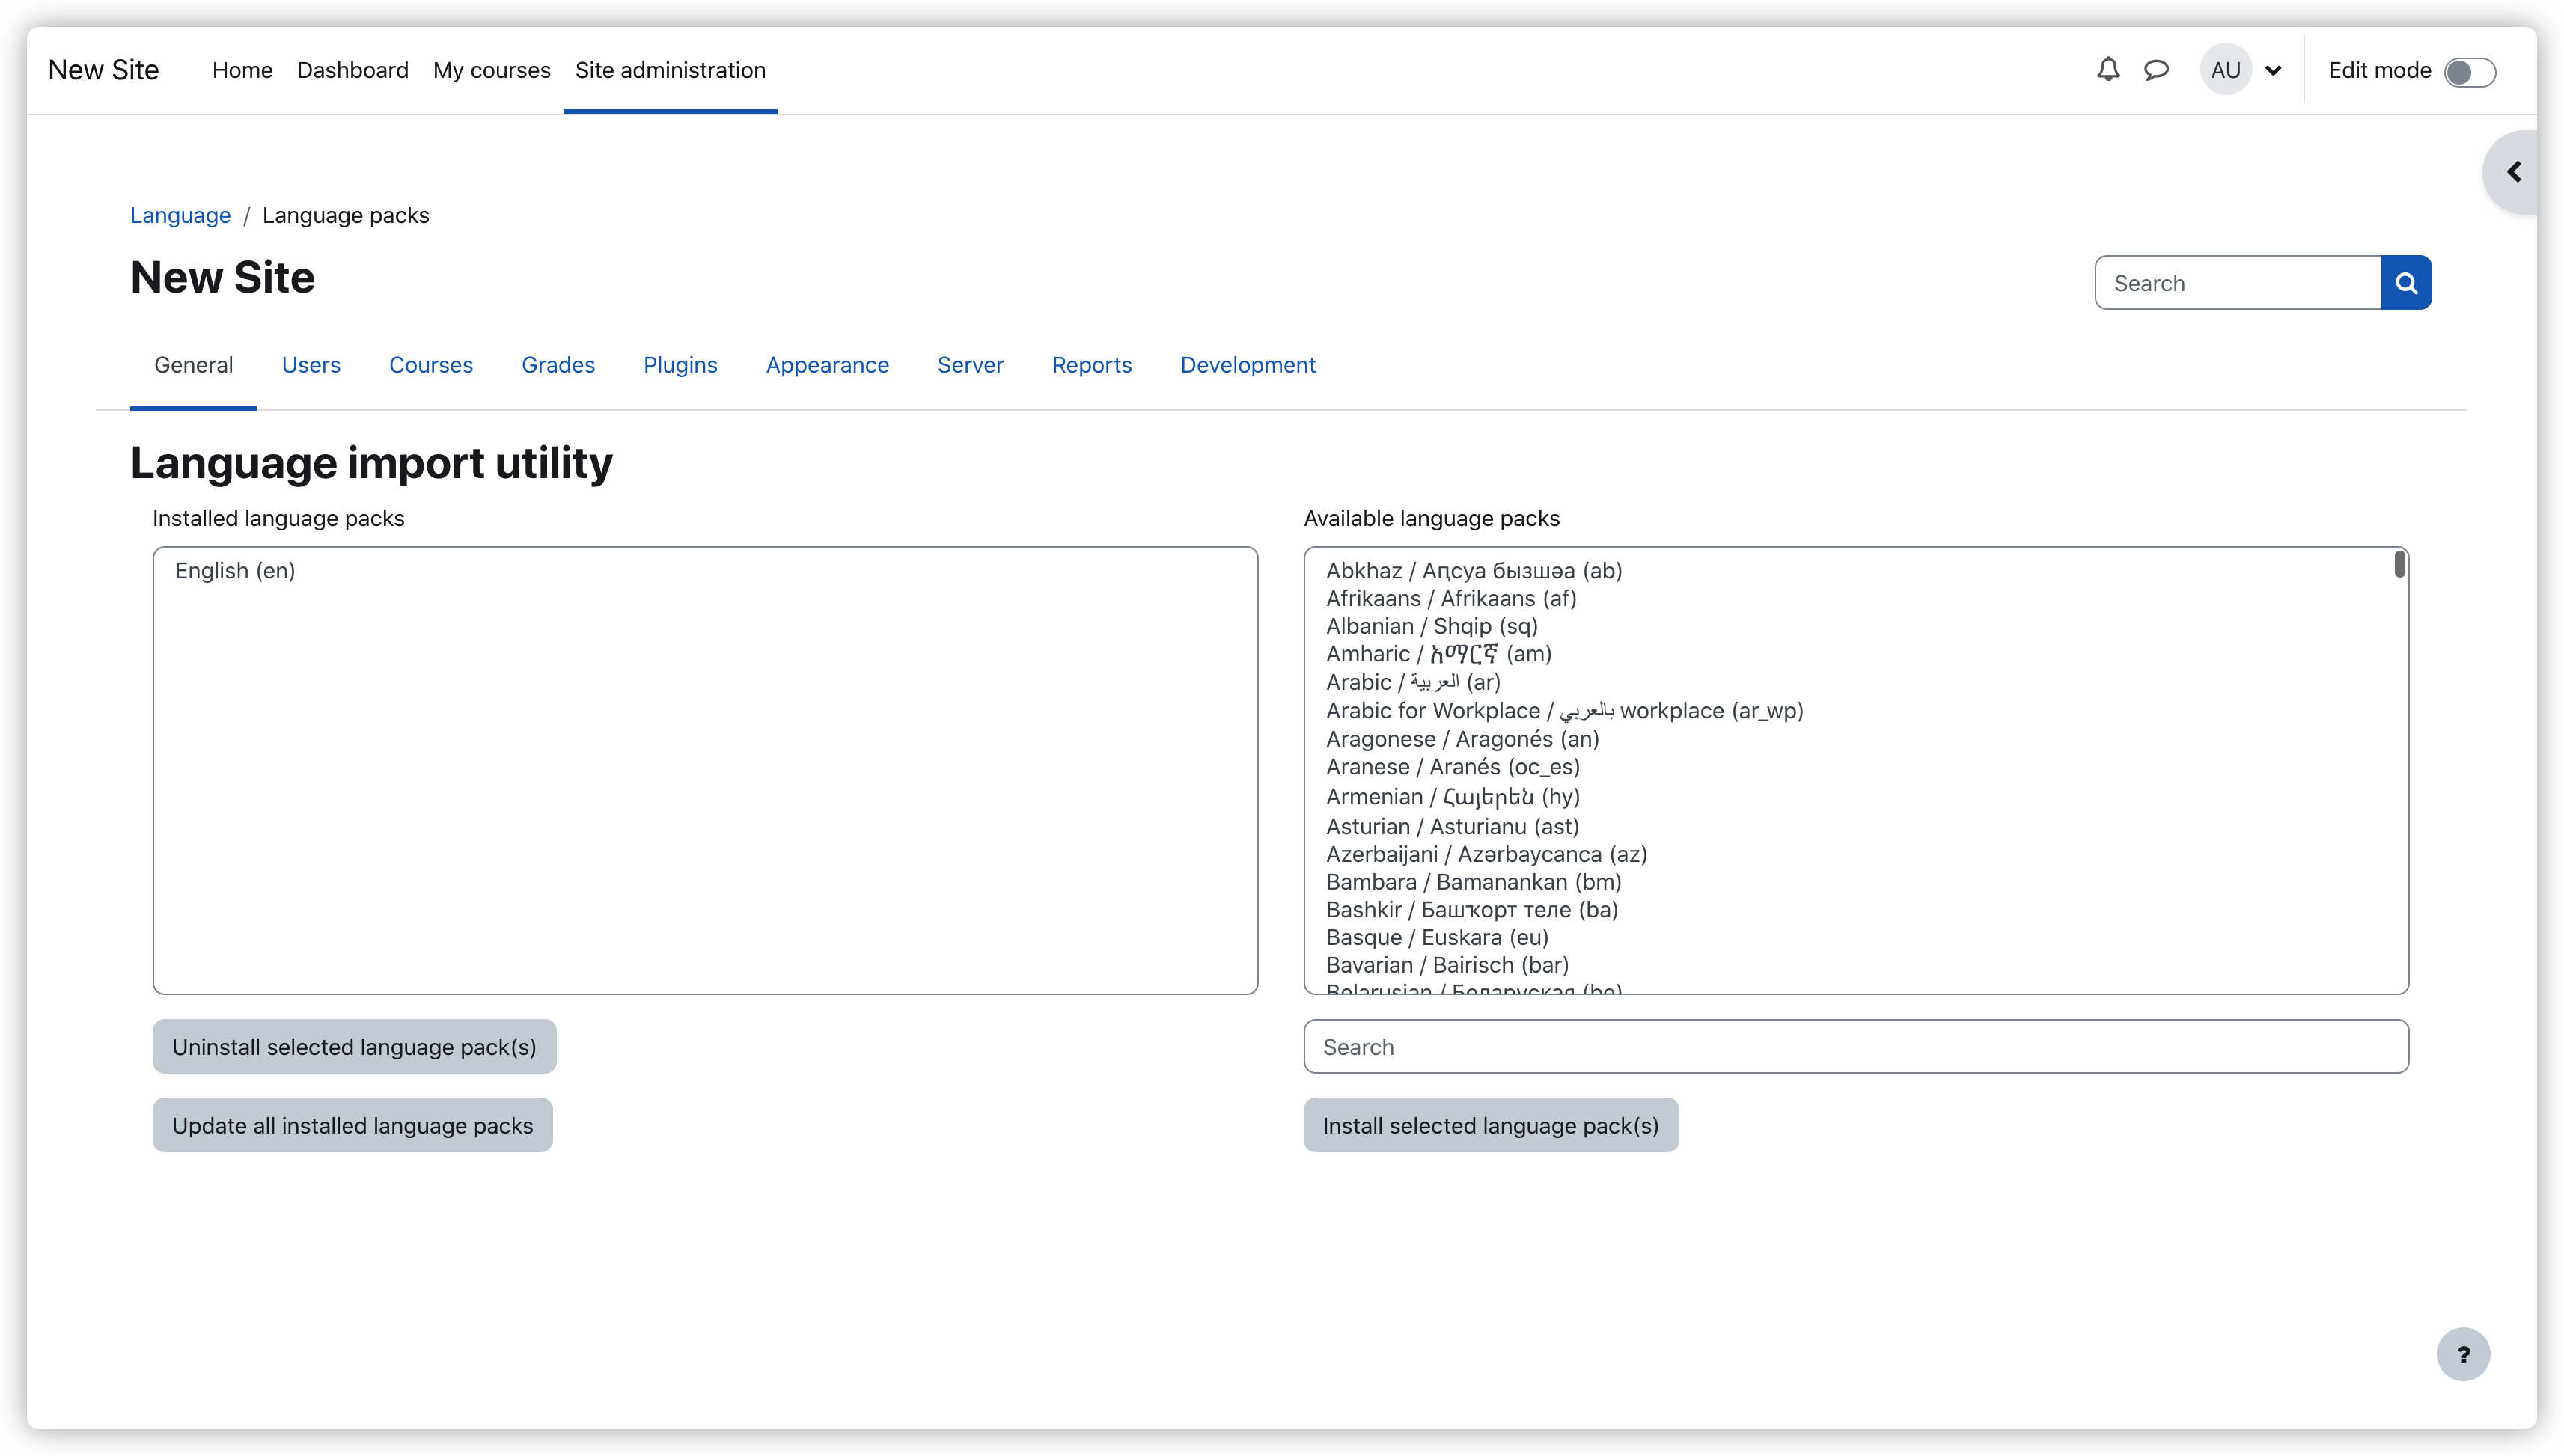 New Site Home Dashboard My courses Site administration AU Edit mode
Language / Language packs
New Site
Search
General Users Courses Grades Plugins Appearance Server Reports Development
Language import utility
Installed language packs
English (en)
Uninstall selected language pack(s)
Update all installed language packs
Available language packs
Abkhaz / Аԥсуа бызшәа (ab)
Afrikaans / Afrikaans (af)
Albanian / Shqip (sq)
Amharic / አማርኛ (am)
Arabic / العربية (ar)
Arabic for Workplace / بالعربي workplace (ar_wp)
Aragonese / Aragonés (an)
Aranese / Aranés (oc_es)
Armenian / Հայերեն (hy)
Asturian / Asturianu (ast)
Azerbaijani / Azərbaycanca (az)
Bambara / Bamanankan (bm)
Bashkir / Башҡорт теле (ba)
Basque / Euskara (eu)
Bavarian / Bairisch (bar)
Belarusian / Беларуская (be)
Search
Install selected language pack(s)
?